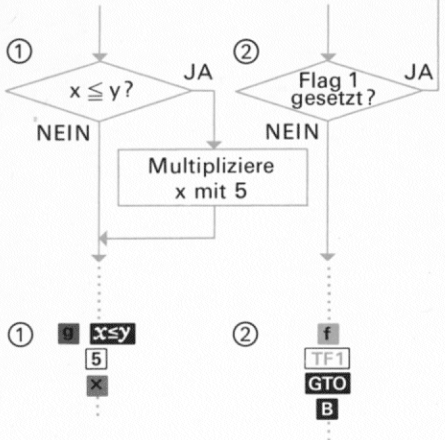 ①
x ≦ y?
JA
NEIN
Multipliziere
x mit 5
②
Flag 1
gesetzt?
JA
NEIN
①
g x≤y
5
×
②
f
TF1
GTO
B